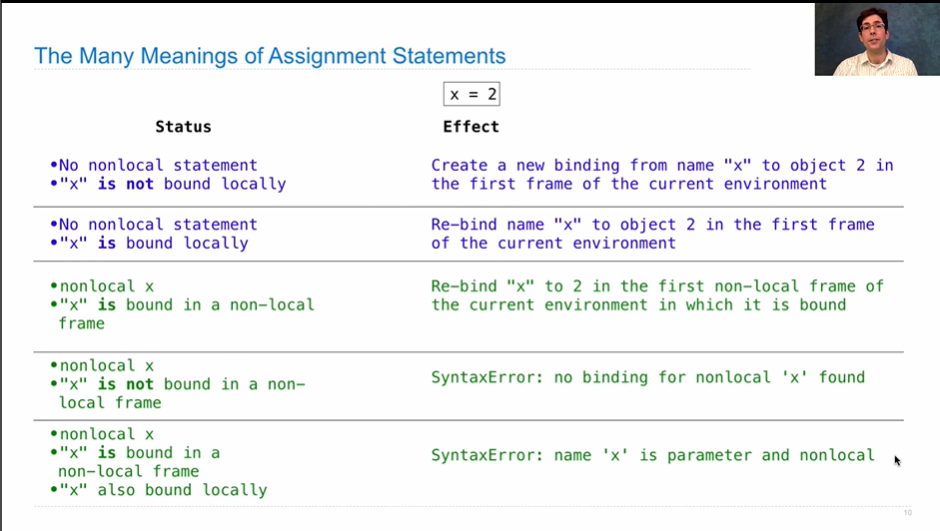 The Many Meanings of Assignment Statements
x = 2
Status
Effect
•No nonlocal statement
•"x" is not bound locally
Create a new binding from name "x" to object 2 in
the first frame of the current environment
•No nonlocal statement
•"x" is bound locally
Re-bind name "x" to object 2 in the first frame
of the current environment
•nonlocal x
•"x" is bound in a non-local
frame
Re-bind "x" to 2 in the first non-local frame of
the current environment in which it is bound
•nonlocal x
•"x" is not bound in a non-
local frame
SyntaxError: no binding for nonlocal 'x' found
•nonlocal x
•"x" is bound in a
non-local frame
•"x" also bound locally
SyntaxError: name 'x' is parameter and nonlocal
10